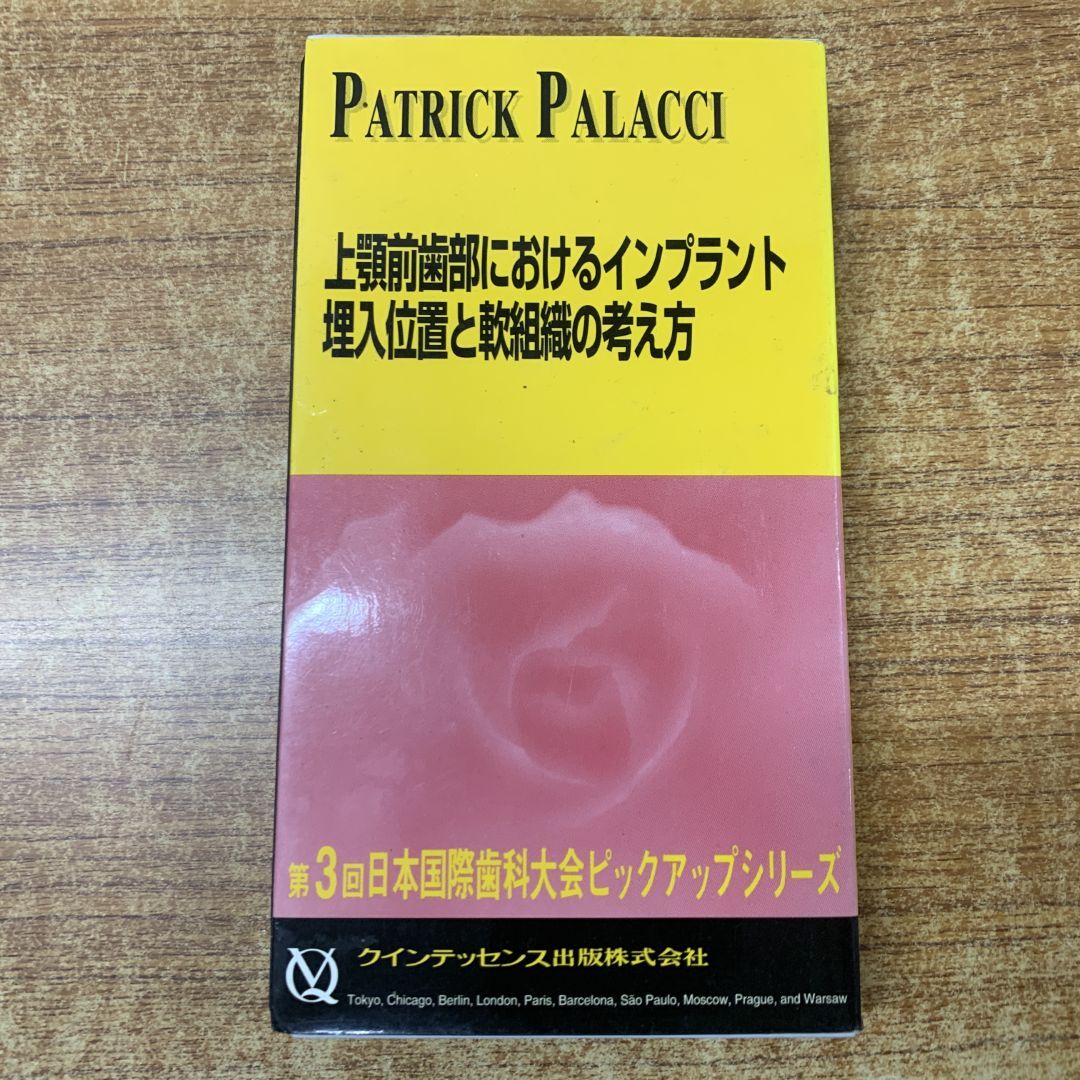 PATRICK PALACCI
上顎前歯部におけるインプラント
埋入位置と軟組織の考え方
第3回日本国際歯科大会ピックアップシリーズ
クインテッセンス出版株式会社
Tokyo, Chicago, Berlin, London, Paris, Barcelona, São Paulo, Moscow, Prague, and Warsaw